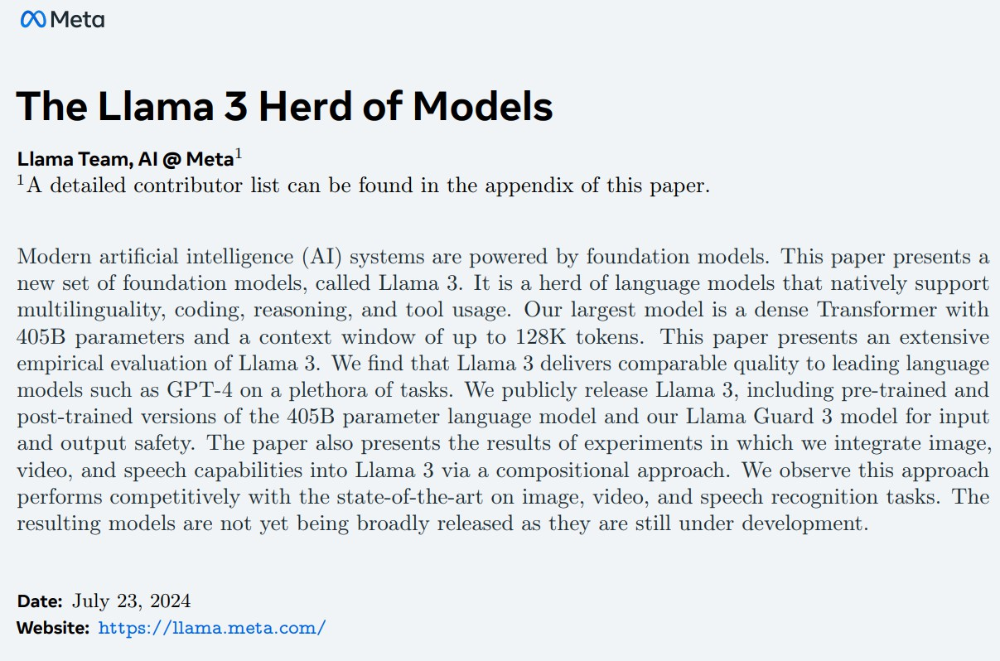 Meta
The Llama 3 Herd of Models
Llama Team, AI @ Meta¹
¹A detailed contributor list can be found in the appendix of this paper.
Modern artificial intelligence (AI) systems are powered by foundation models. This paper presents a
new set of foundation models, called Llama 3. It is a herd of language models that natively support
multilinguality, coding, reasoning, and tool usage. Our largest model is a dense Transformer with
405B parameters and a context window of up to 128K tokens. This paper presents an extensive
empirical evaluation of Llama 3. We find that Llama 3 delivers comparable quality to leading language
models such as GPT-4 on a plethora of tasks. We publicly release Llama 3, including pre-trained and
post-trained versions of the 405B parameter language model and our Llama Guard 3 model for input
and output safety. The paper also presents the results of experiments in which we integrate image,
video, and speech capabilities into Llama 3 via a compositional approach. We observe this approach
performs competitively with the state-of-the-art on image, video, and speech recognition tasks. The
resulting models are not yet being broadly released as they are still under development.
Date: July 23, 2024
Website: https://llama.meta.com/